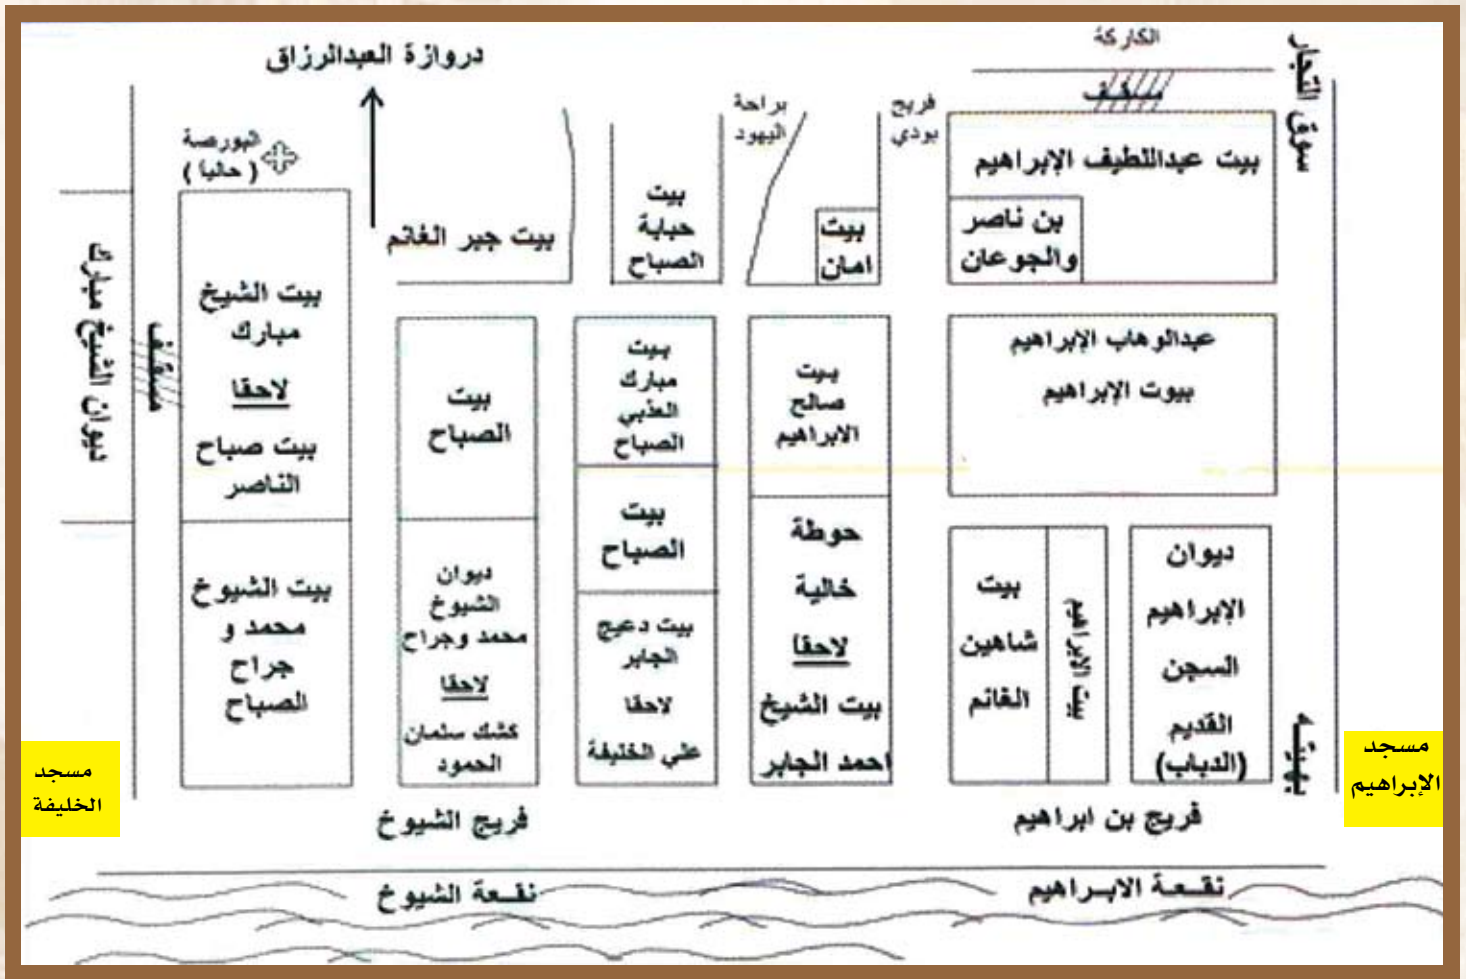 الكاركة
مسقف
سوق التجار
بهيته
دروازة العبدالرزاق
فريج
بودي
براحة
اليهود
البورصة
(حالياً)
بيت عبداللطيف الإبراهيم
بن ناصر
والجوعان
بيت
امان
بيت
حبابة
الصباح
بيت جبر الغانم
عبدالوهاب الإبراهيم
بيوت الإبراهيم
بيت
صالح
الابراهيم
حوطة
خالية
لاحقا
بيت الشيخ
احمد الجابر
بيت
مبارك
العذبي
الصباح
بيت
الصباح
بيت دعيج
الجابر
لاحقا
علي الخليفة
بيت
الصباح
ديوان
الشيوخ
محمد وجراح
لاحقا
كشك سلمان
الحمود
بيت الشيخ
مبارك
لاحقا
بيت صباح
الناصر
بيت الشيوخ
محمد و
جراح
الصباح
مسقف
ديوان الشيخ مبارك
ديوان
الإبراهيم
السجن
القديم
(الدباب)
بيت الابراهيم
بيت
شاهين
الغانم
مسجد
الإبراهيم
مسجد
الخليفة
فريج بن ابراهيم
فريج الشيوخ
نقعة الابراهيم
نقعة الشيوخ